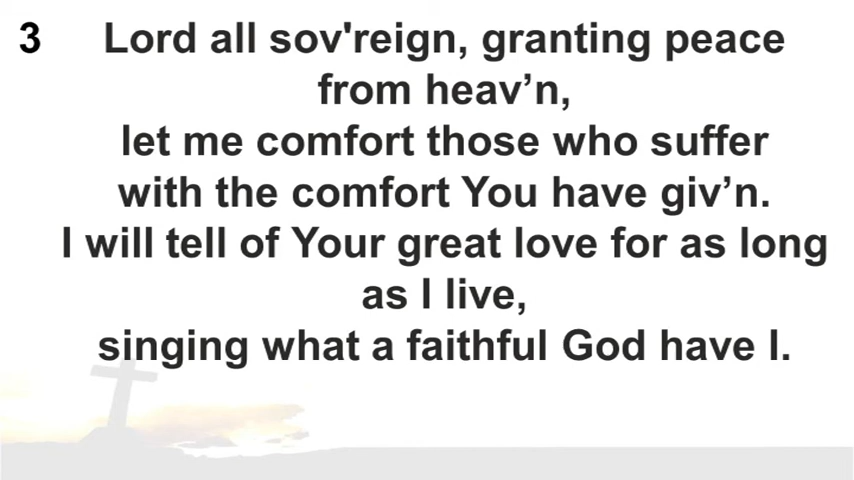 3 Lord all sov'reign, granting peace
from heav’n,
let me comfort those who suffer
with the comfort You have giv’n.
I will tell of Your great love for as long
as I live,
singing what a faithful God have I.